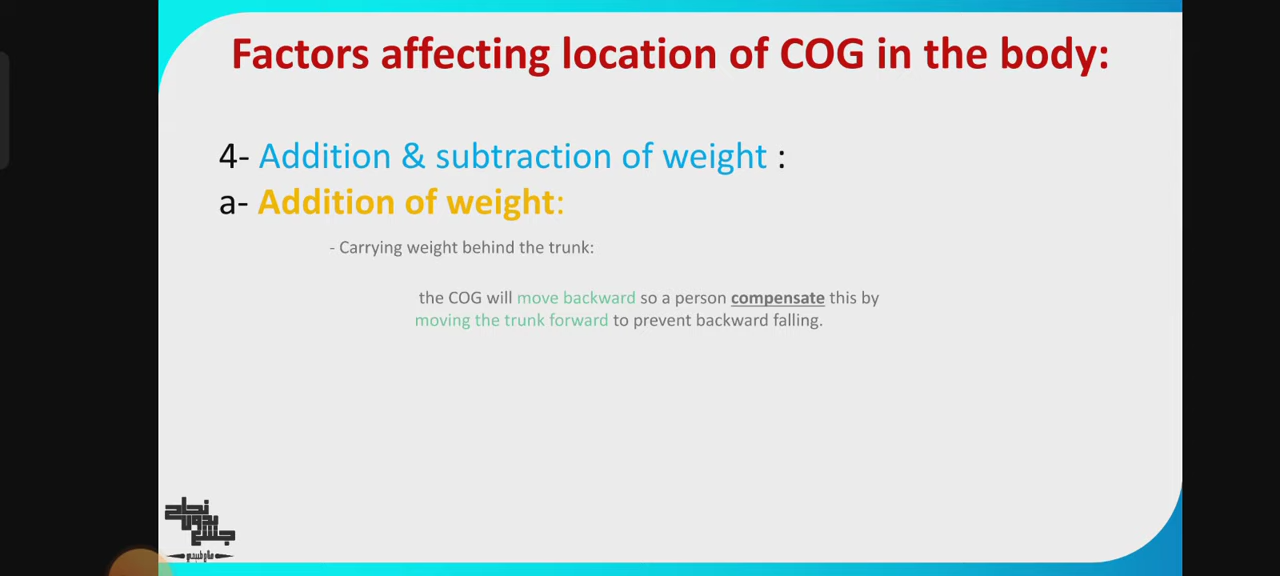 Factors affecting location of COG in the body:
4- Addition & subtraction of weight :
a- Addition of weight:
- Carrying weight behind the trunk:
the COG will move backward so a person compensate this by
moving the trunk forward to prevent backward falling.